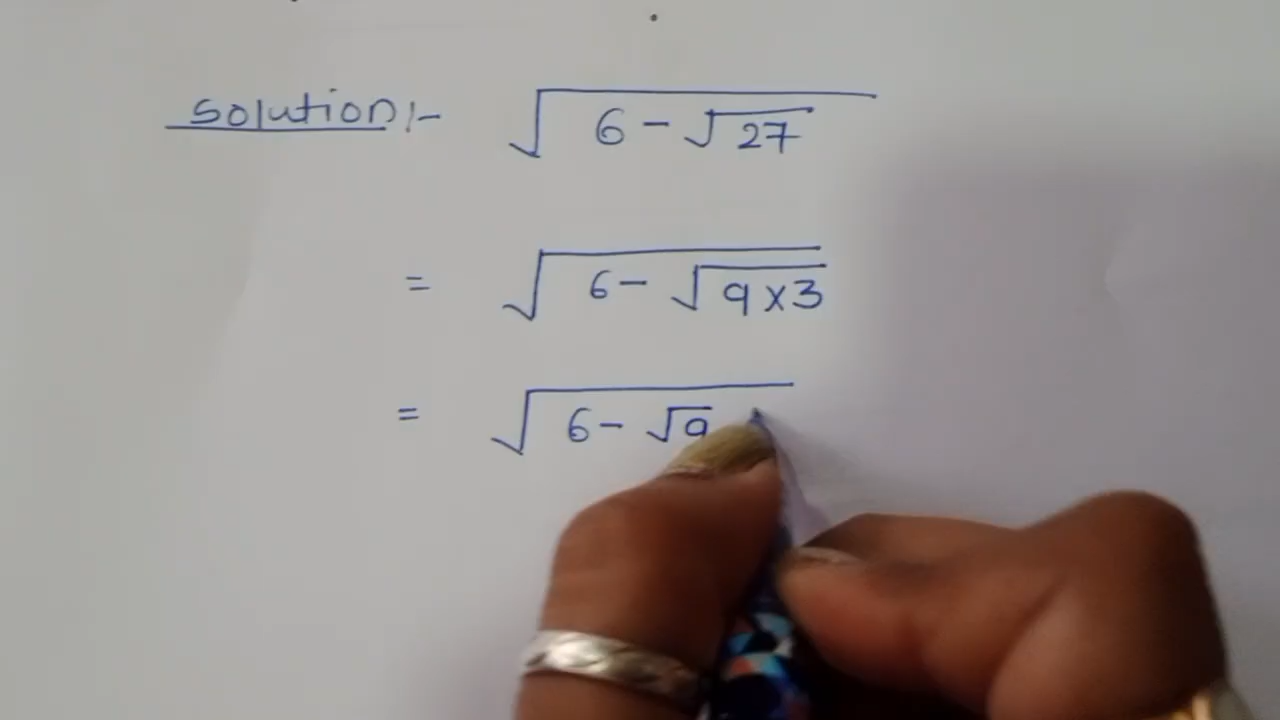 Solution:- √(6-√27)
= √(6-√(9×3))
= √(6-√9